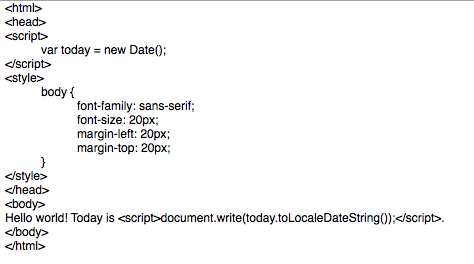 <html>
<head>
<script>
var today = new Date();
</script>
<style>
body {
font-family: sans-serif;
font-size: 20px;
margin-left: 20px;
margin-top: 20px;
}
</style>
</head>
<body>
Hello world! Today is <script>document.write(today.toLocaleDateString());</script>.
</body>
</html>